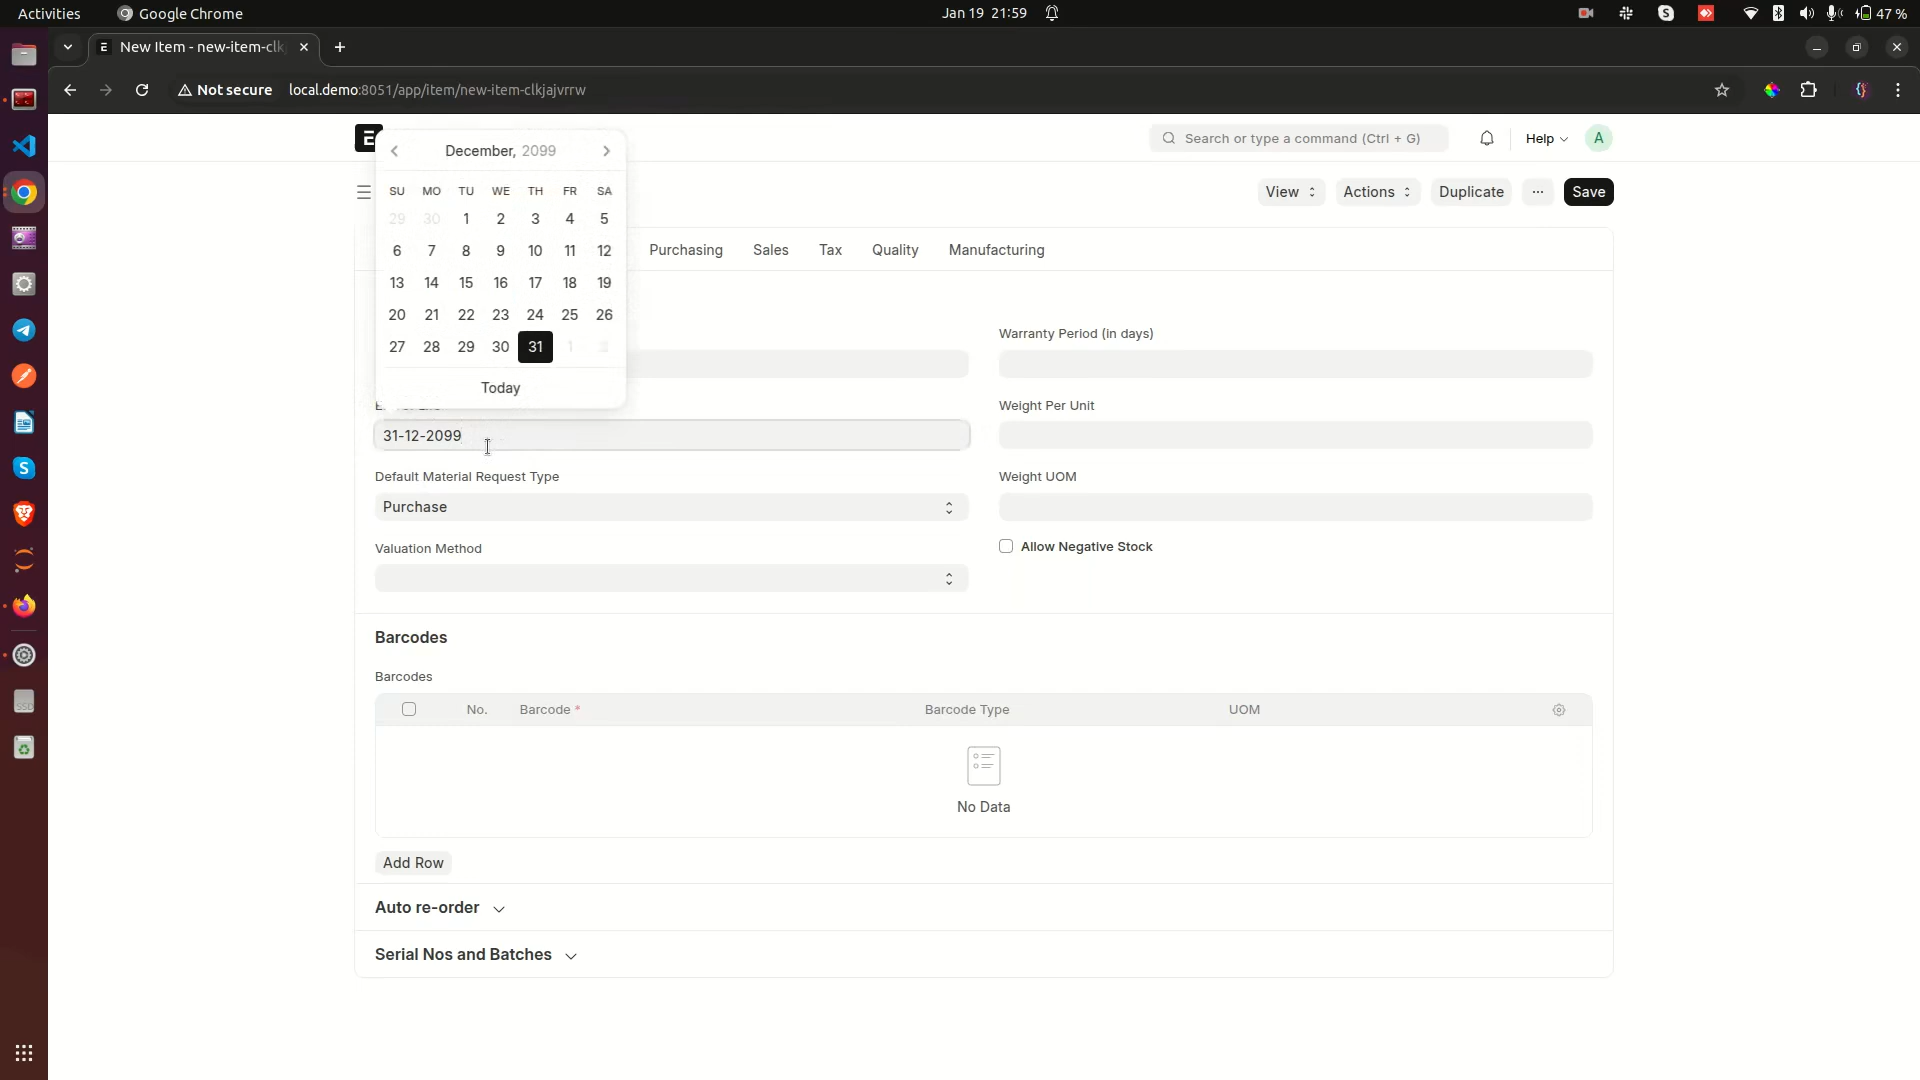 Activities Google Chrome Jan 19 21:59 47 %
New Item - new-item-clk
Not secure local.demo:8051/app/item/new-item-clkjajvrrw
E Search or type a command (Ctrl + G) Help A
December, 2099
View Actions Duplicate ... Save
SU MO TU WE TH FR SA
29 30 1 2 3 4 5
6 7 8 9 10 11 12
13 14 15 16 17 18 19
20 21 22 23 24 25 26
27 28 29 30 31 1 2
Today
Purchasing Sales Tax Quality Manufacturing
Warranty Period (in days)
Weight Per Unit
31-12-2099
Default Material Request Type Weight UOM
Purchase
Valuation Method Allow Negative Stock
Barcodes
Barcodes
No. Barcode * Barcode Type UOM
No Data
Add Row
Auto re-order
Serial Nos and Batches